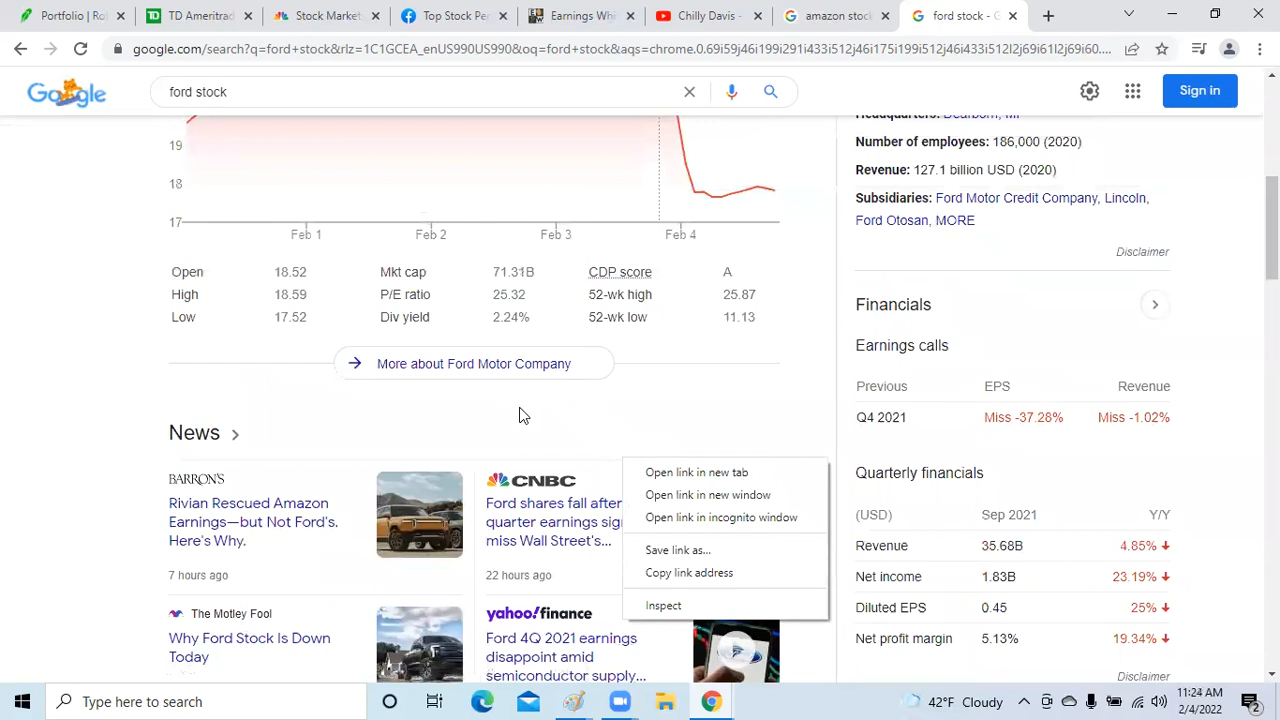 Portfolio | Ro
TD Ameritrad
Stock Market
Top Stock Pe
Earnings Whi
Chilly Davis -
amazon stock
ford stock - G
google.com/search?q=ford+stock&rlz=1C1GCEA_enUS990US990&oq=ford+stock&aqs=chrome.0.69i59j46i199i291i433i512j46i175i199i512j46i433i512l2j69i61l2j69i60....
Google
ford stock
Sign in
19
18
17
Feb 1
Feb 2
Feb 3
Feb 4
Open 18.52 Mkt cap 71.31B CDP score A
High 18.59 P/E ratio 25.32 52-wk high 25.87
Low 17.52 Div yield 2.24% 52-wk low 11.13
More about Ford Motor Company
News
BARRON'S
Rivian Rescued Amazon
Earnings—but Not Ford's.
Here's Why.
7 hours ago
CNBC
Ford shares fall after
quarter earnings sig
miss Wall Street's...
22 hours ago
The Motley Fool
Why Ford Stock Is Down
Today
yahoo!finance
Ford 4Q 2021 earnings
disappoint amid
semiconductor supply...
Open link in new tab
Open link in new window
Open link in incognito window
Save link as...
Copy link address
Inspect
Headquarters: Dearborn, MI
Number of employees: 186,000 (2020)
Revenue: 127.1 billion USD (2020)
Subsidiaries: Ford Motor Credit Company, Lincoln,
Ford Otosan, MORE
Disclaimer
Financials
Earnings calls
Previous EPS Revenue
Q4 2021 Miss -37.28% Miss -1.02%
Quarterly financials
(USD) Sep 2021 Y/Y
Revenue 35.68B 4.85%
Net income 1.83B 23.19%
Diluted EPS 0.45 25%
Net profit margin 5.13% 19.34%
Disclaimer
Type here to search
42°F Cloudy
11:24 AM
2/4/2022
2